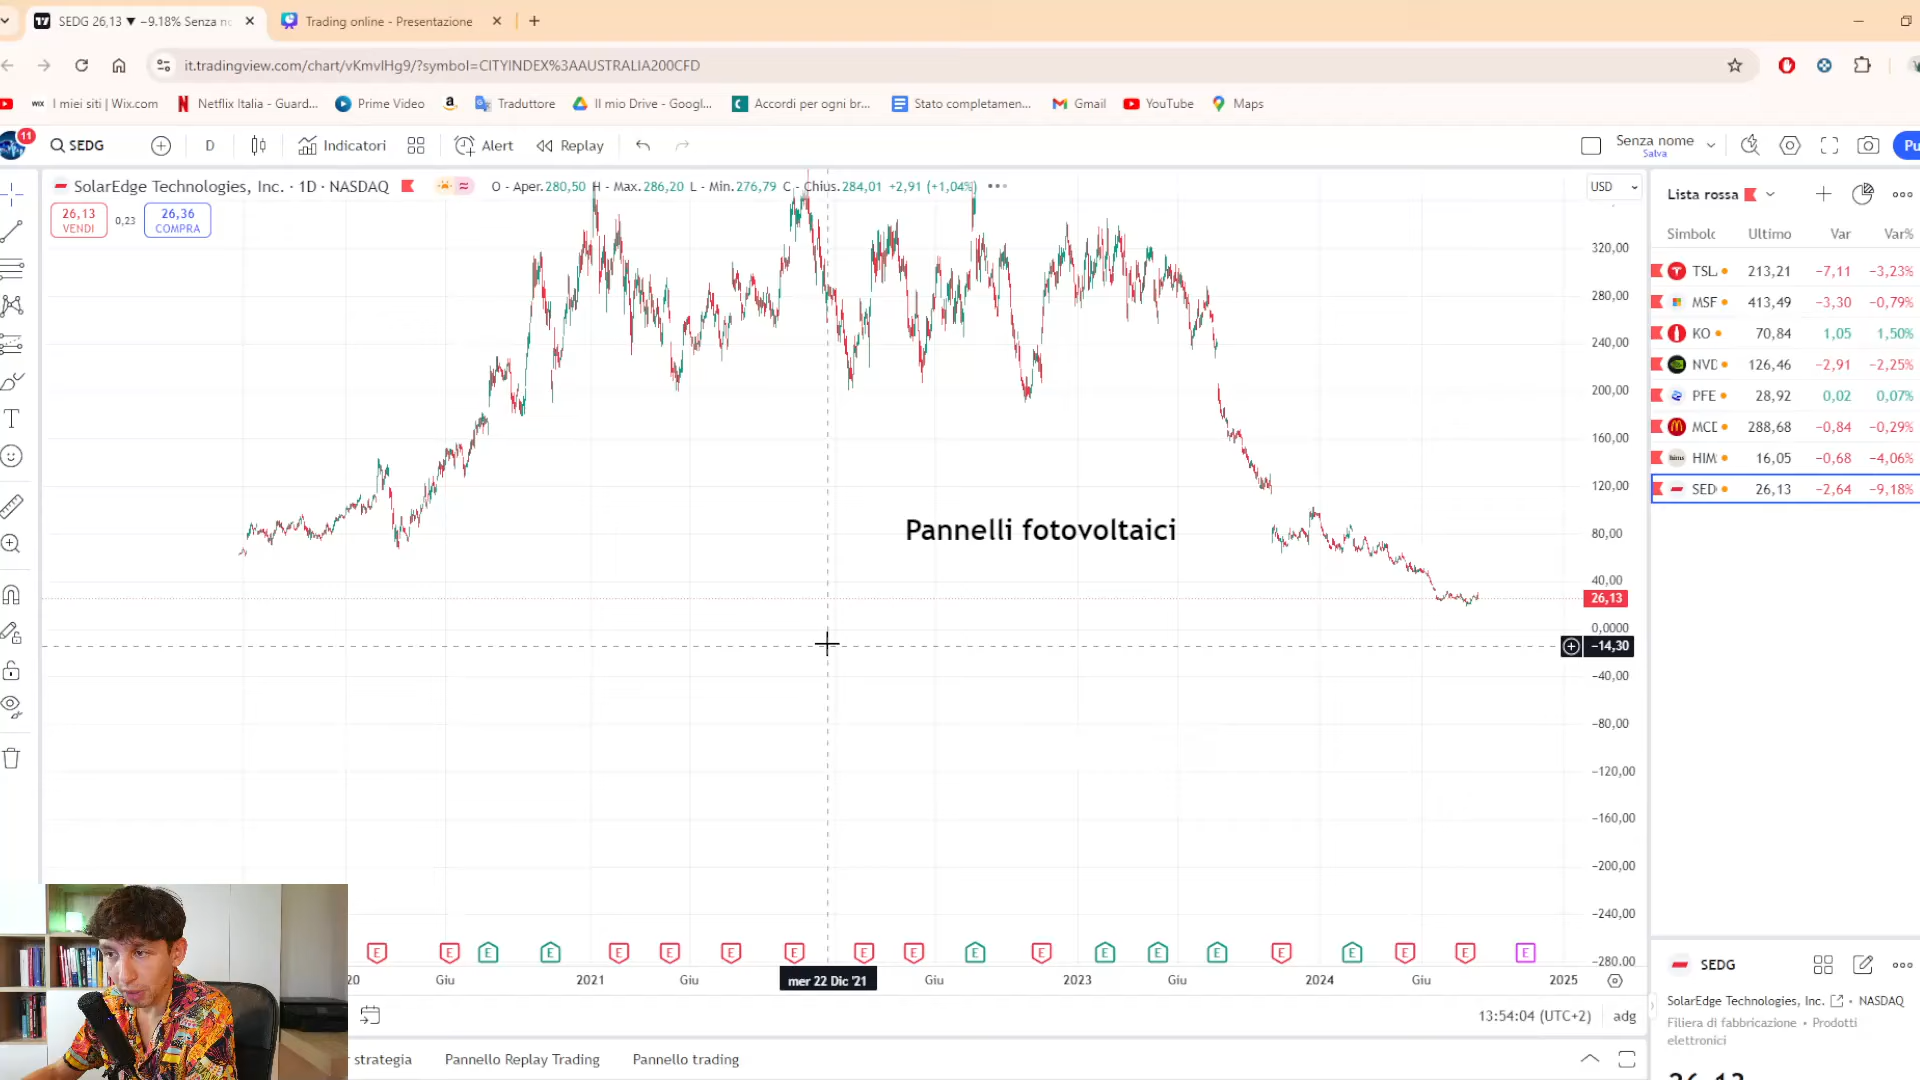 SEDG 26,13 ▼ −9.18% Senza n
Trading online - Presentazione
it.tradingview.com/chart/vKmvIHg9/?symbol=CITYINDEX%3AAUSTRALIA200CFD
WIX I miei siti | Wix.com
Netflix Italia - Guard...
Prime Video
Traduttore
Il mio Drive - Googl...
Accordi per ogni br...
Stato completamen...
Gmail
YouTube
Maps
11
SEDG
D
Indicatori
Alert
Replay
Senza nome
Salva
Pu
SolarEdge Technologies, Inc. · 1D · NASDAQ
O - Aper.280,50 H - Max.286,20 L - Min.276,79 C - Chius.284,01 +2,91 (+1,04%)
26,13
VENDI
0,23
26,36
COMPRA
USD
320,00
280,00
240,00
200,00
160,00
120,00
80,00
40,00
26,13
0,0000
−14,30
−40,00
−80,00
−120,00
−160,00
−200,00
−240,00
−280,00
Pannelli fotovoltaici
E E E E E E E E E E E E E E E E E E E E
20 Giu 2021 Giu mer 22 Dic '21 Giu 2023 Giu 2024 Giu 2025
13:54:04 (UTC+2)
adg
strategia
Pannello Replay Trading
Pannello trading
Lista rossa
Simbolc Ultimo Var Var%
TSL 213,21 −7,11 −3,23%
MSF 413,49 −3,30 −0,79%
KO 70,84 1,05 1,50%
NVD 126,46 −2,91 −2,25%
PFE 28,92 0,02 0,07%
MCD 288,68 −0,84 −0,29%
hims HIM 16,05 −0,68 −4,06%
SED 26,13 −2,64 −9,18%
SEDG
SolarEdge Technologies, Inc. • NASDAQ
Filiera di fabbricazione • Prodotti
elettronici
26,13